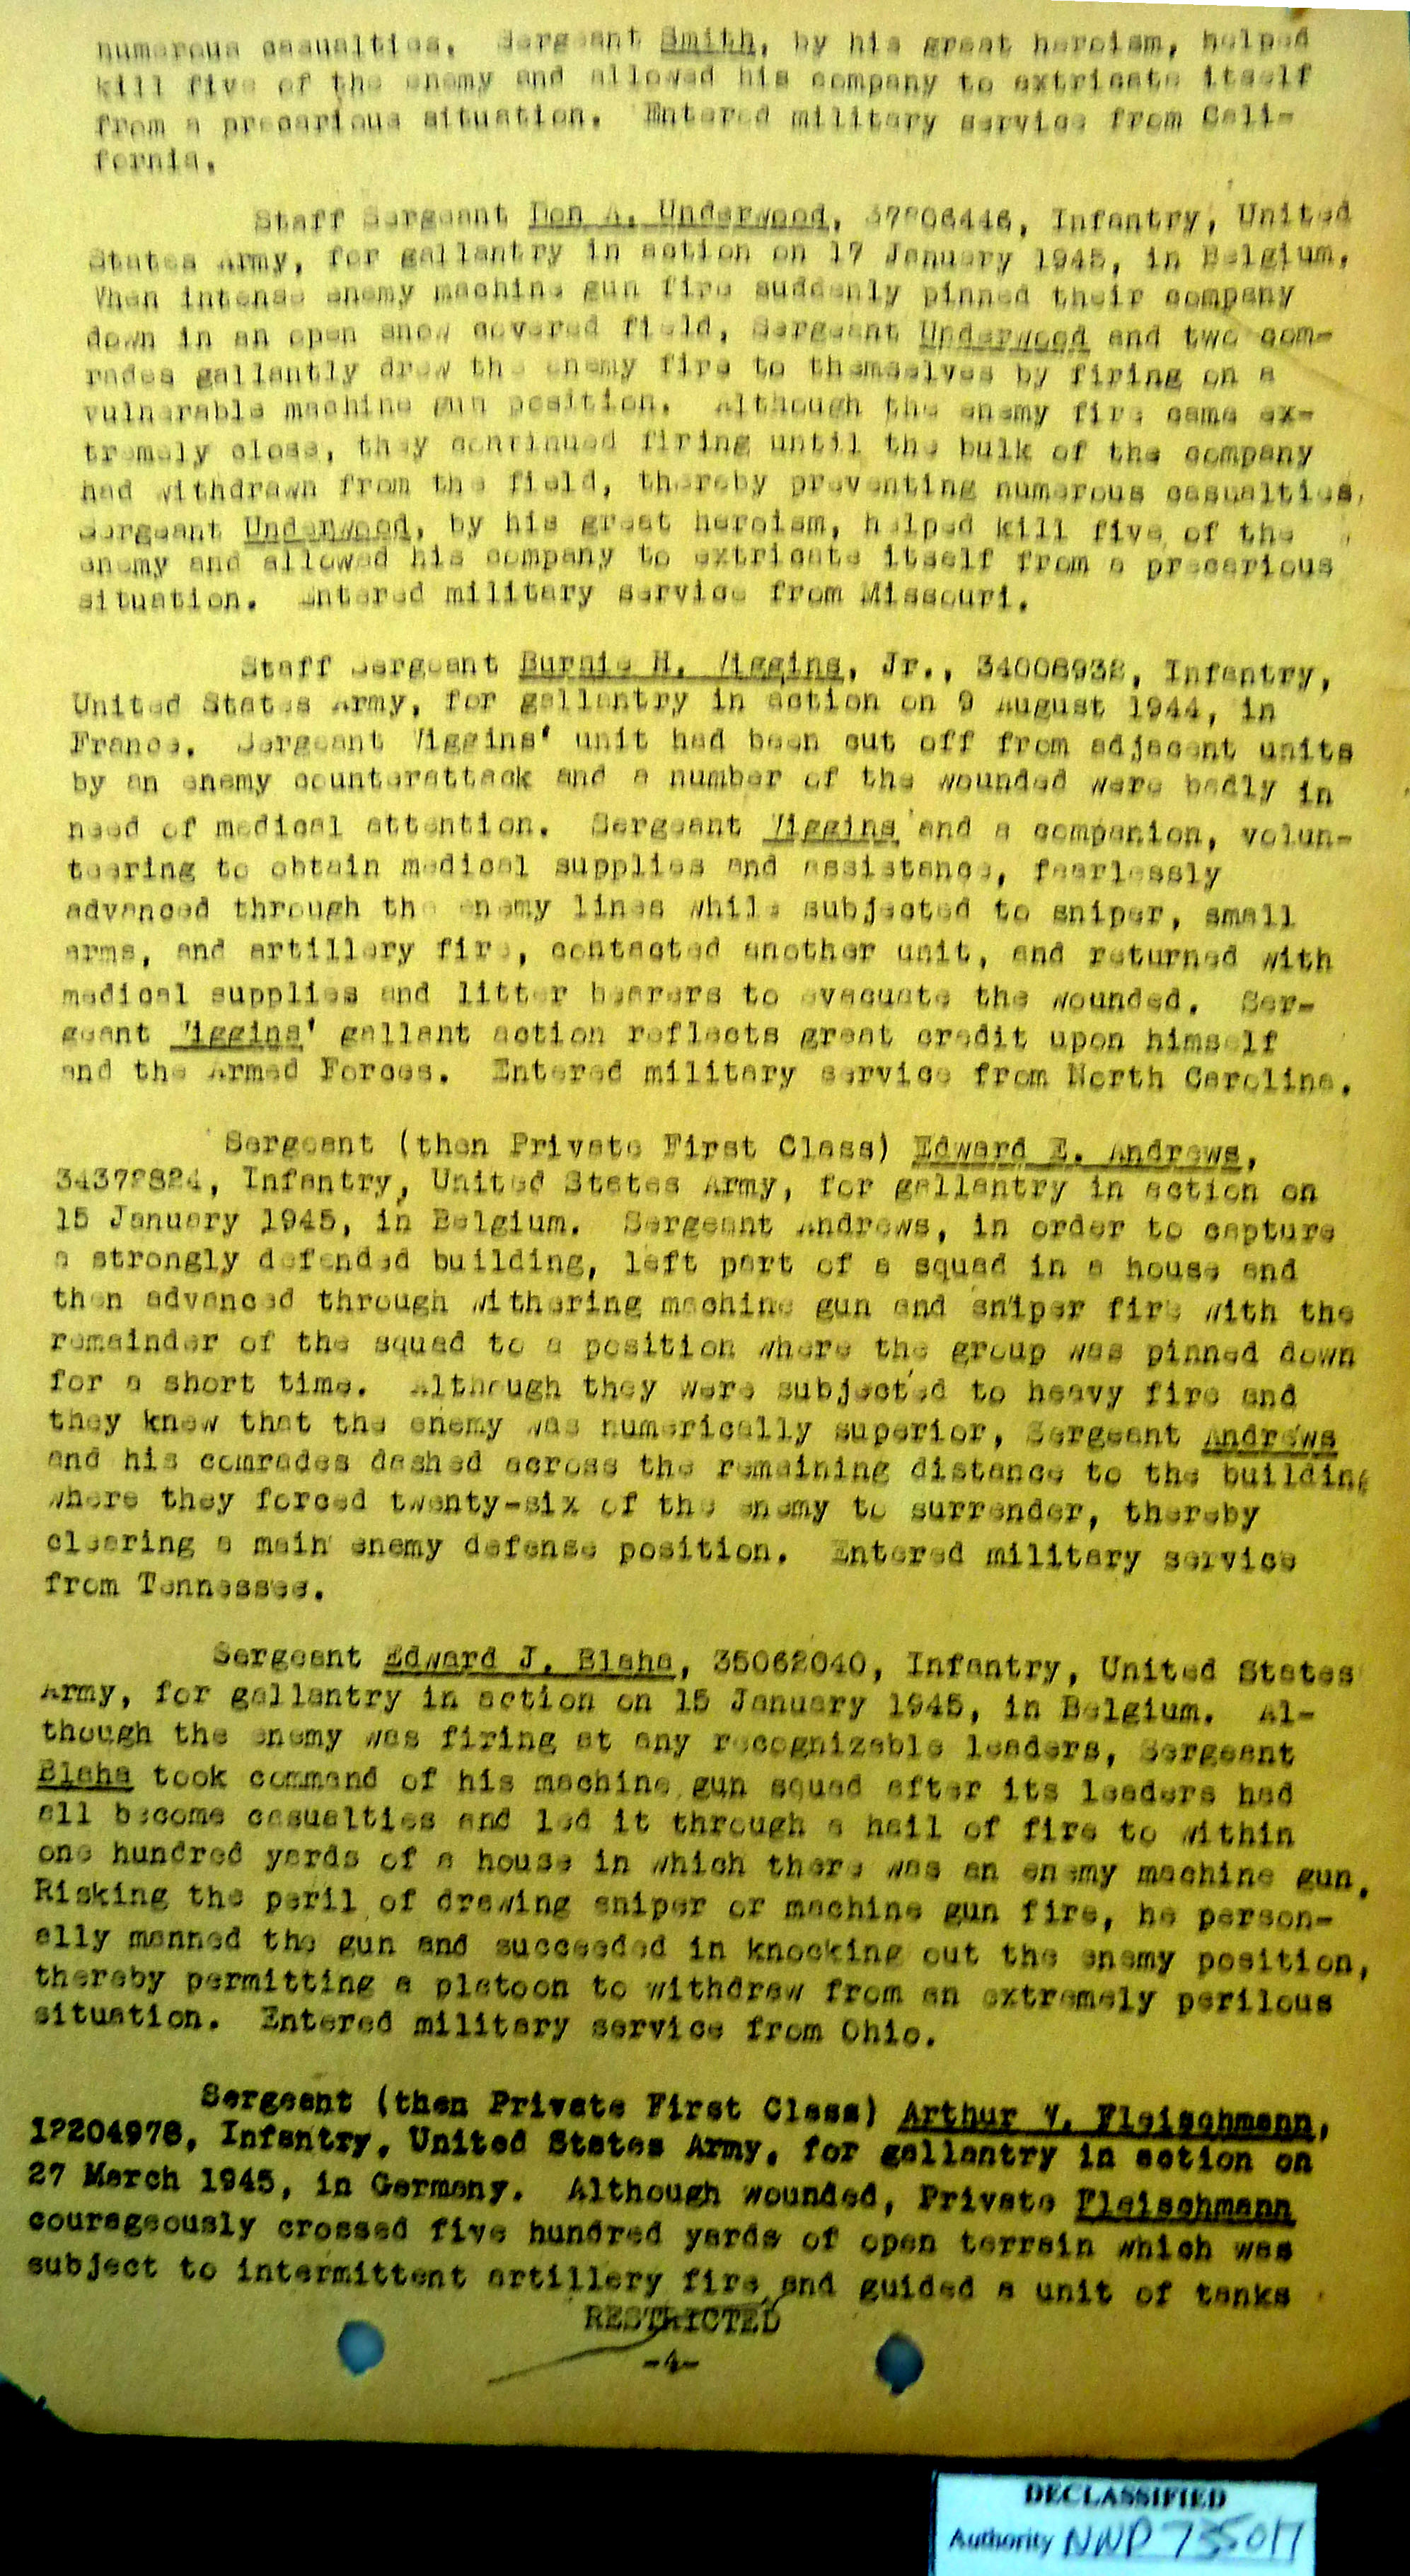 numerous casualties. Sergeant Smith, by his great heroism, helped
kill five of the enemy and allowed his company to extricate itself
from a precarious situation. Entered military service from Cali-
fornia.
Staff Sergeant Don A. Underwood, 37206446, Infantry, United
States Army, for gallantry in action on 17 January 1945, in Belgium.
When intense enemy machine gun fire suddenly pinned their company
down in an open snow covered field, Sergeant Underwood and two com-
rades gallantly drew the enemy fire to themselves by firing on a
vulnerable machine gun position. Although the enemy fire came ex-
tremely close, they continued firing until the bulk of the company
had withdrawn from the field, thereby preventing numerous casualties.
Sergeant Underwood, by his great heroism, helped kill five of the
enemy and allowed his company to extricate itself from a precarious
situation. Entered military service from Missouri.
Staff Sergeant Burnie H. Wiggins, Jr., 34008938, Infantry,
United States Army, for gallantry in action on 9 August 1944, in
France. Sergeant Wiggins' unit had been cut off from adjacent units
by an enemy counterattack and a number of the wounded were badly in
need of medical attention. Sergeant Wiggins and a companion, volun-
teering to obtain medical supplies and assistance, fearlessly
advanced through the enemy lines while subjected to sniper, small
arms, and artillery fire, contacted another unit, and returned with
medical supplies and litter bearers to evacuate the wounded. Ser-
geant Wiggins' gallant action reflects great credit upon himself
and the Armed Forces. Entered military service from North Carolina.
Sergeant (then Private First Class) Edward E. Andrews,
34372824, Infantry, United States Army, for gallantry in action on
15 January 1945, in Belgium. Sergeant Andrews, in order to capture
a strongly defended building, left part of a squad in a house and
then advanced through withering machine gun and sniper fire with the
remainder of the squad to a position where the group was pinned down
for a short time. Although they were subjected to heavy fire and
they knew that the enemy was numerically superior, Sergeant Andrews
and his comrades dashed across the remaining distance to the building
where they forced twenty-six of the enemy to surrender, thereby
clearing a main enemy defense position. Entered military service
from Tennessee.
Sergeant Edward J. Blaha, 35062040, Infantry, United States
Army, for gallantry in action on 15 January 1945, in Belgium. Al-
though the enemy was firing at any recognizable leaders, Sergeant
Blaha took command of his machine gun squad after its leaders had
all become casualties and led it through a hail of fire to within
one hundred yards of a house in which there was an enemy machine gun.
Risking the peril of drawing sniper or machine gun fire, he person-
ally manned the gun and succeeded in knocking out the enemy position,
thereby permitting a platoon to withdraw from an extremely perilous
situation. Entered military service from Ohio.
Sergeant (then Private First Class) Arthur V. Fleischmann,
12204978, Infantry, United States Army, for gallantry in action on
27 March 1945, in Germany. Although wounded, Private Fleischmann
courageously crossed five hundred yards of open terrain which was
subject to intermittent artillery fire and guided a unit of tanks
RESTRICTED
-4-
DECLASSIFIED
Authority NND 735017